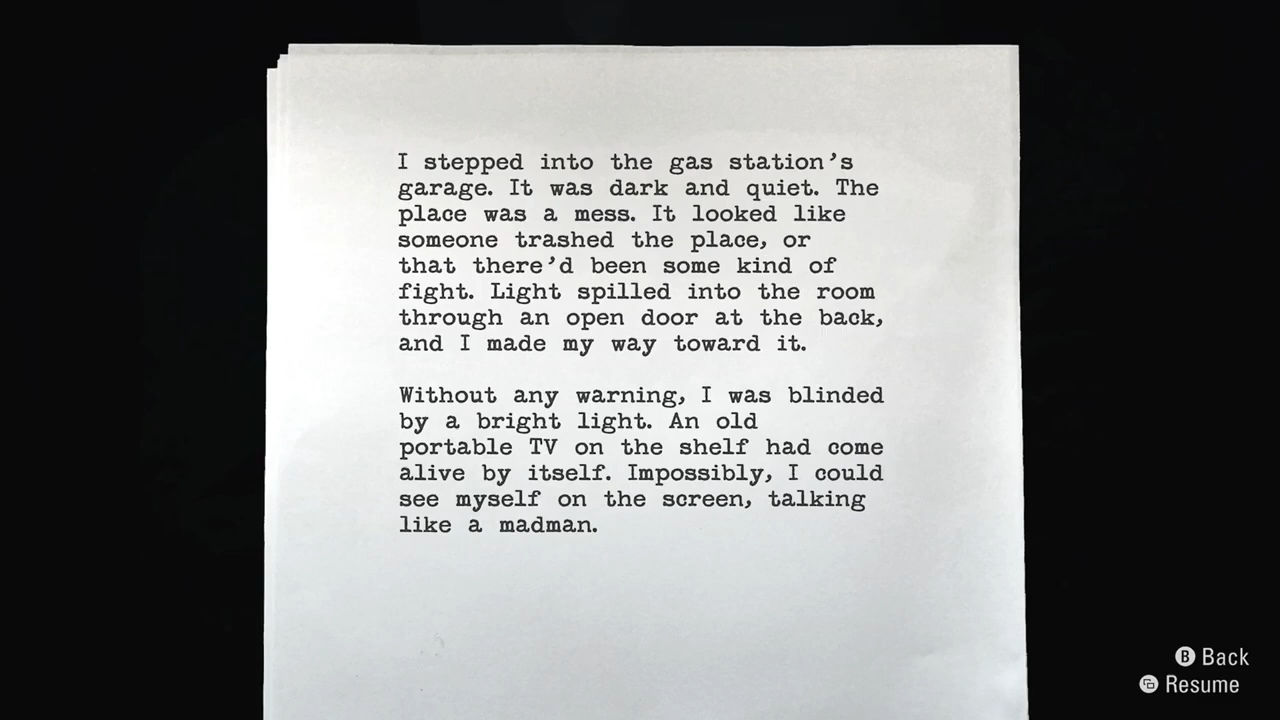 I stepped into the gas station's
garage. It was dark and quiet. The
place was a mess. It looked like
someone trashed the place, or
that there'd been some kind of
fight. Light spilled into the room
through an open door at the back,
and I made my way toward it.
Without any warning, I was blinded
by a bright light. An old
portable TV on the shelf had come
alive by itself. Impossibly, I could
see myself on the screen, talking
like a madman.
B Back
Resume